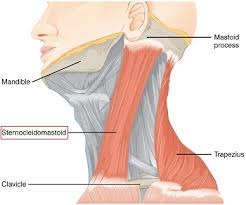 Mastoid
process
Mandible
Sternocleidomastoid
Trapezius
Clavicle